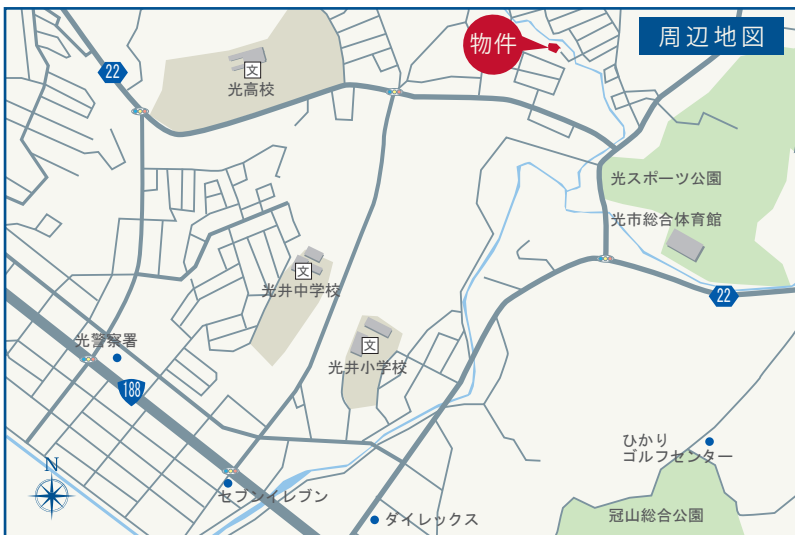 周辺地図
物件
22
文
光高校
光スポーツ公園
光市総合体育館
文
光井中学校
22
光警察署
文
光井小学校
188
ひかり
ゴルフセンター
N
セブンイレブン
ダイレックス
冠山総合公園